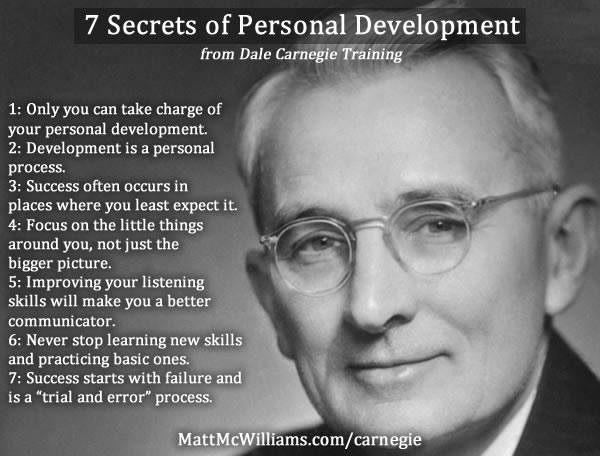 7 Secrets of Personal Development
from Dale Carnegie Training
1: Only you can take charge of
your personal development.
2: Development is a personal
process.
3: Success often occurs in
places where you least expect it.
4: Focus on the little things
around you, not just the
bigger picture.
5: Improving your listening
skills will make you a better
communicator.
6: Never stop learning new skills
and practicing basic ones.
7: Success starts with failure and
is a “trial and error” process.
MattMcWilliams.com/carnegie